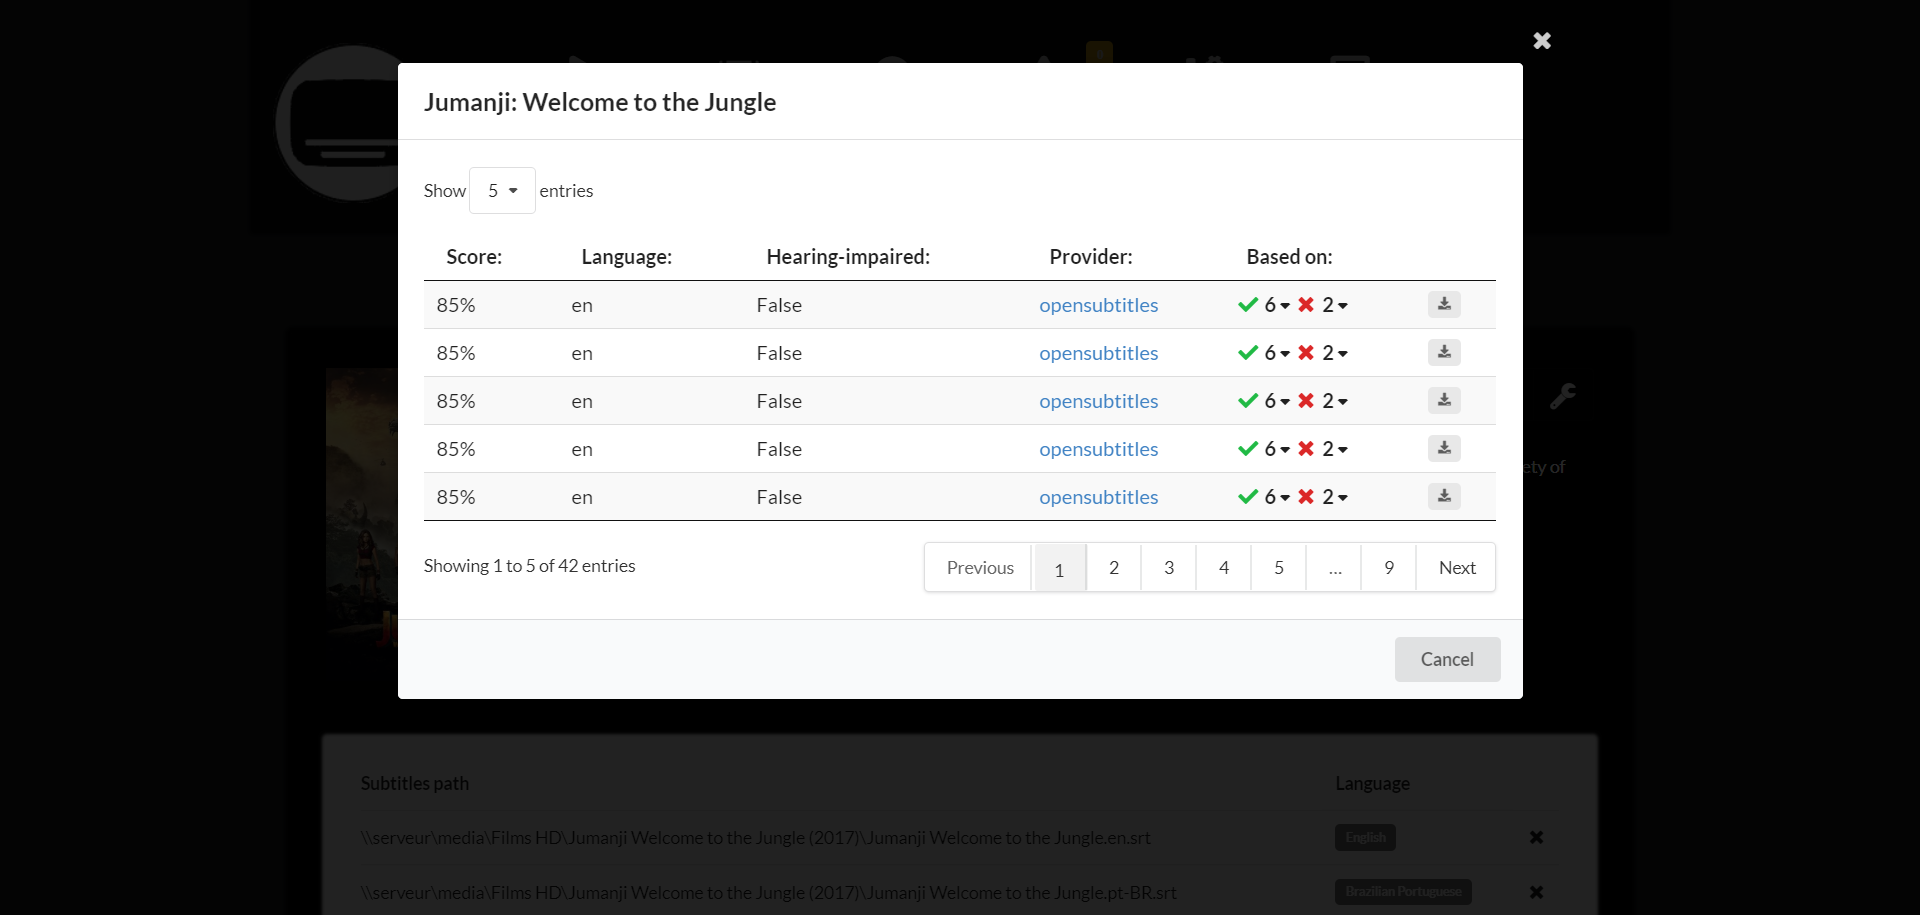 Jumanji: Welcome to the Jungle
Show 5 entries
Score: Language: Hearing-impaired: Provider: Based on:
85% en False opensubtitles 6 2
85% en False opensubtitles 6 2
85% en False opensubtitles 6 2
ety of
85% en False opensubtitles 6 2
85% en False opensubtitles 6 2
Showing 1 to 5 of 42 entries
Previous 1 2 3 4 5 ... 9 Next
Cancel
Subtitles path Language
\\serveur\media\Films HD\Jumanji Welcome to the Jungle (2017)\Jumanji Welcome to the Jungle.en.srt English
\\serveur\media\Films HD\Jumanji Welcome to the Jungle (2017)\Jumanji Welcome to the Jungle.pt-BR.srt Brazilian Portuguese